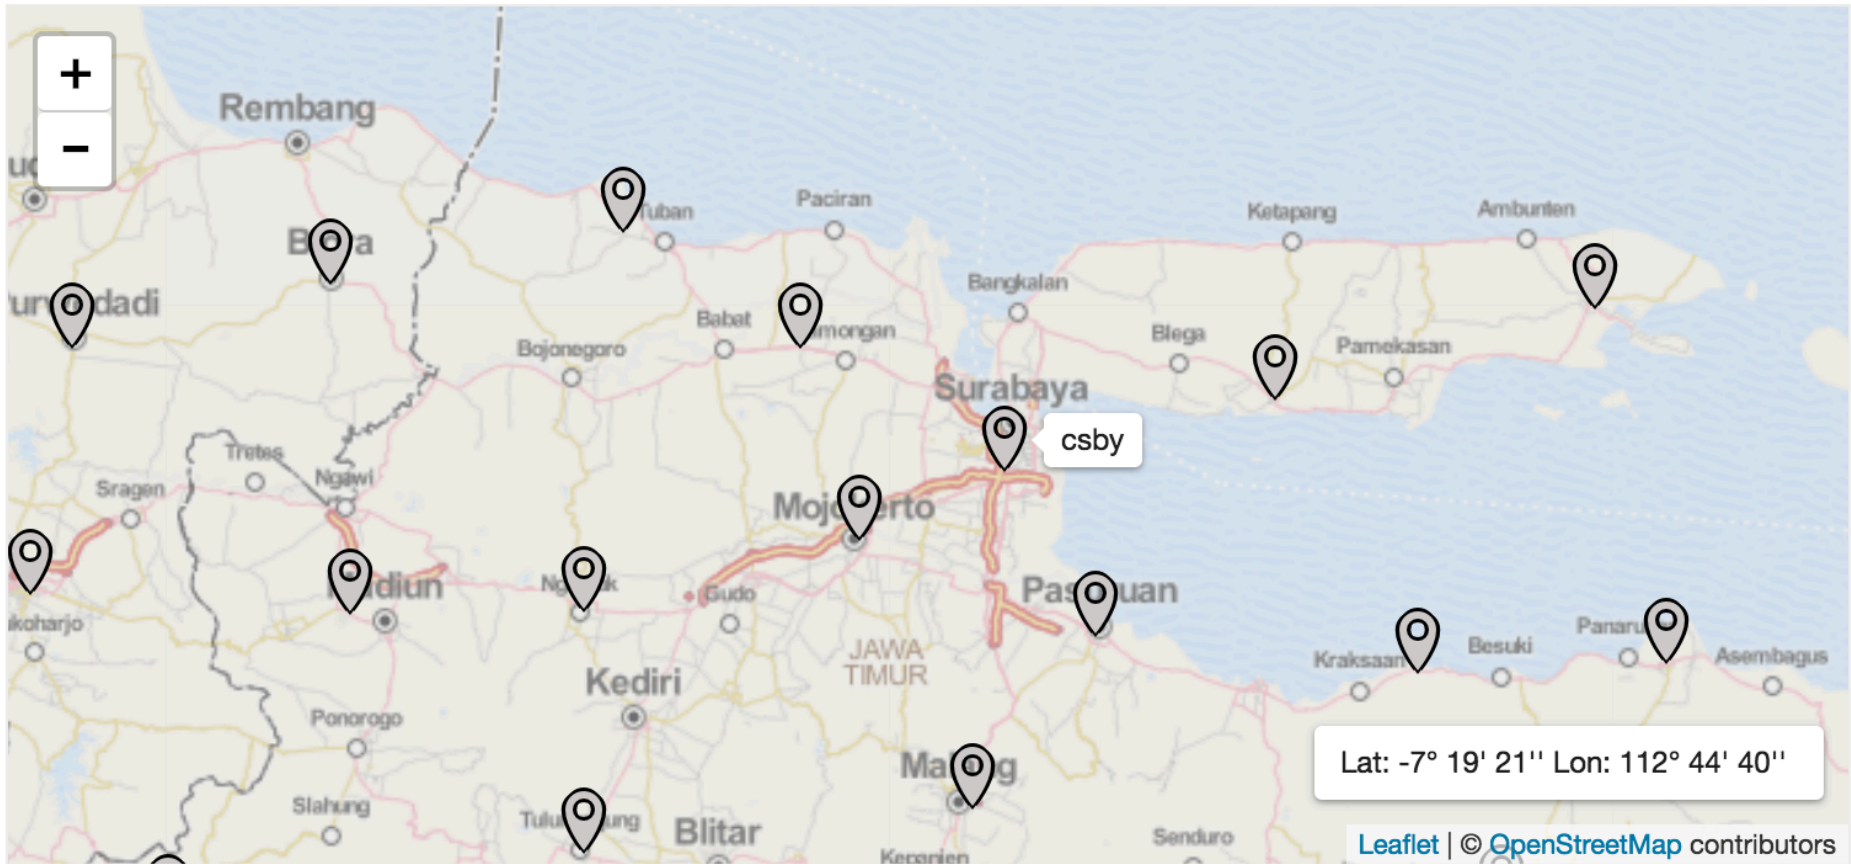 +
−
Rembang
Tuban
Paciran
Ketapang
Ambunten
Bangkalan
Babat
Bojonegoro
Blega
Pamekasan
Surabaya
csby
Tretes
Ngawi
Sragen
JAWA
TIMUR
Gudo
Kraksaan
Besuki
Asembagus
Kediri
Ponorogo
Lat: -7° 19' 21'' Lon: 112° 44' 40''
Slahung
Blitar
Senduro
Leaflet | © OpenStreetMap contributors